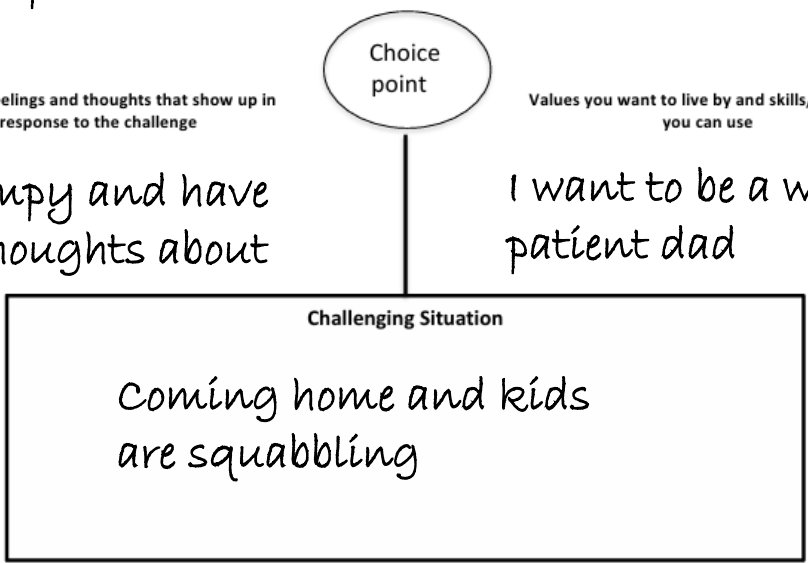 Choice
point
elings and thoughts that show up in
response to the challenge
Values you want to live by and skills,
you can use
mpy and have
houghts about
I want to be a w
patient dad
Challenging Situation
Coming home and kids
are squabbling